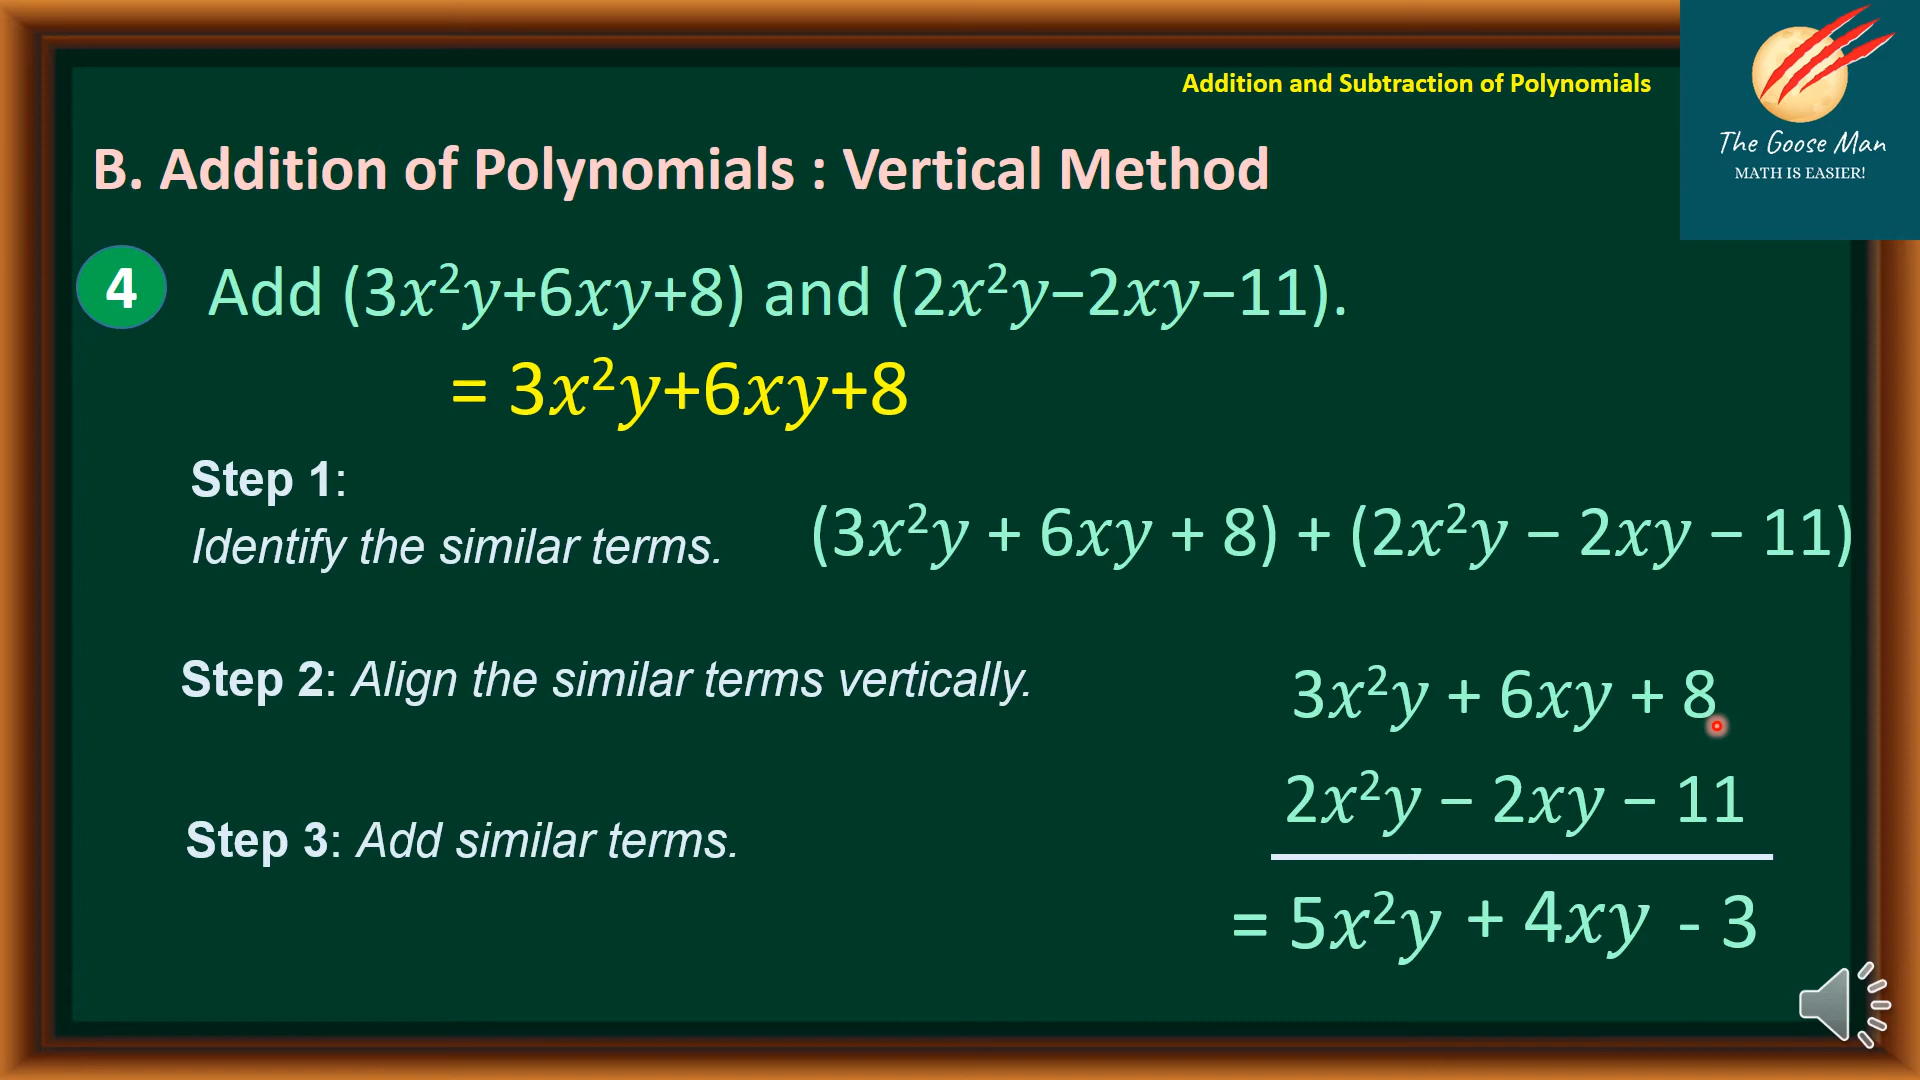 Addition and Subtraction of Polynomials
The Goose Man
MATH IS EASIER!
B. Addition of Polynomials : Vertical Method
4 Add (3x²y+6xy+8) and (2x²y−2xy−11).
= 3x²y+6xy+8
Step 1:
Identify the similar terms.
(3x²y + 6xy + 8) + (2x²y − 2xy − 11)
Step 2: Align the similar terms vertically.
3x²y + 6xy + 8
2x²y − 2xy − 11
Step 3: Add similar terms.
= 5x²y + 4xy - 3